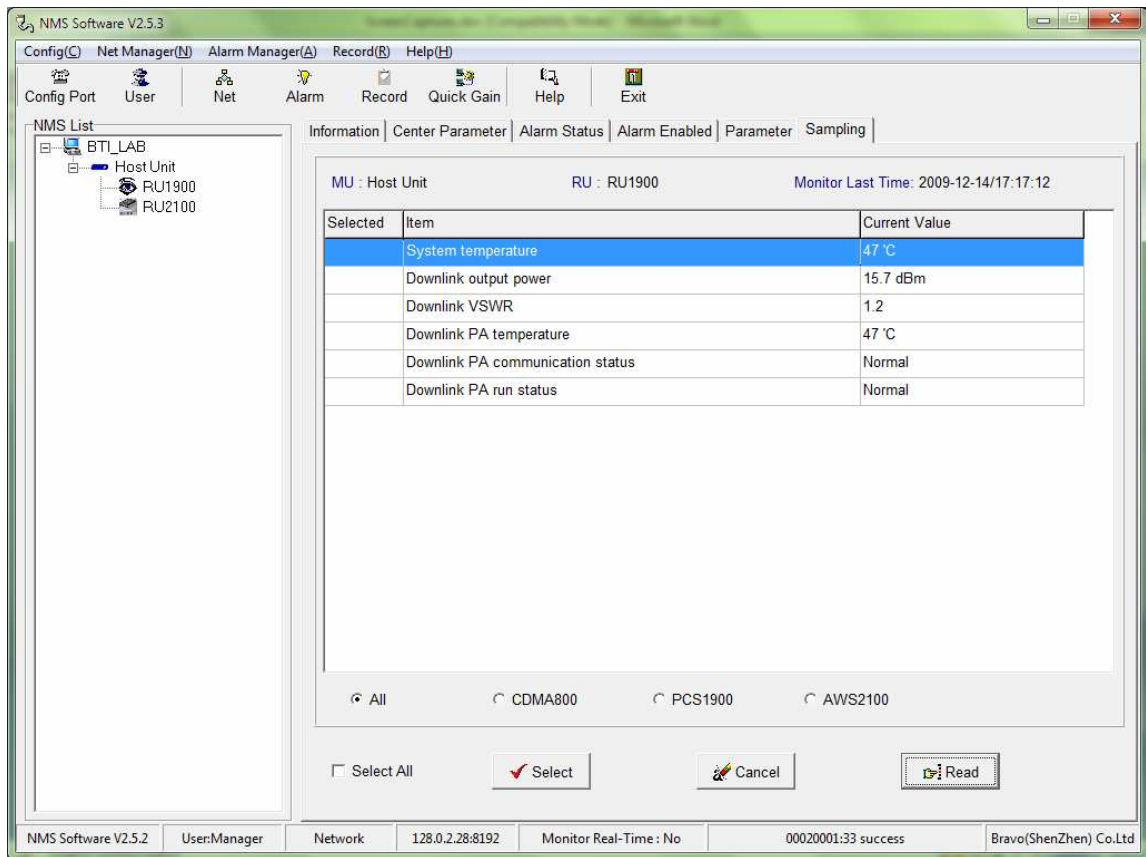 NMS Software V2.5.3
Config(C) Net Manager(N) Alarm Manager(A) Record(R) Help(H)
Config Port User Net Alarm Record Quick Gain Help Exit
NMS List
BTI_LAB
Host Unit
RU1900
RU2100
Information Center Parameter Alarm Status Alarm Enabled Parameter Sampling
MU : Host Unit RU : RU1900 Monitor Last Time: 2009-12-14/17:17:12
Selected Item Current Value
System temperature 47 ℃
Downlink output power 15.7 dBm
Downlink VSWR 1.2
Downlink PA temperature 47 ℃
Downlink PA communication status Normal
Downlink PA run status Normal
All CDMA800 PCS1900 AWS2100
Select All Select Cancel Read
NMS Software V2.5.2 User:Manager Network 128.0.2.28:8192 Monitor Real-Time : No 00020001:33 success Bravo(ShenZhen) Co.Ltd